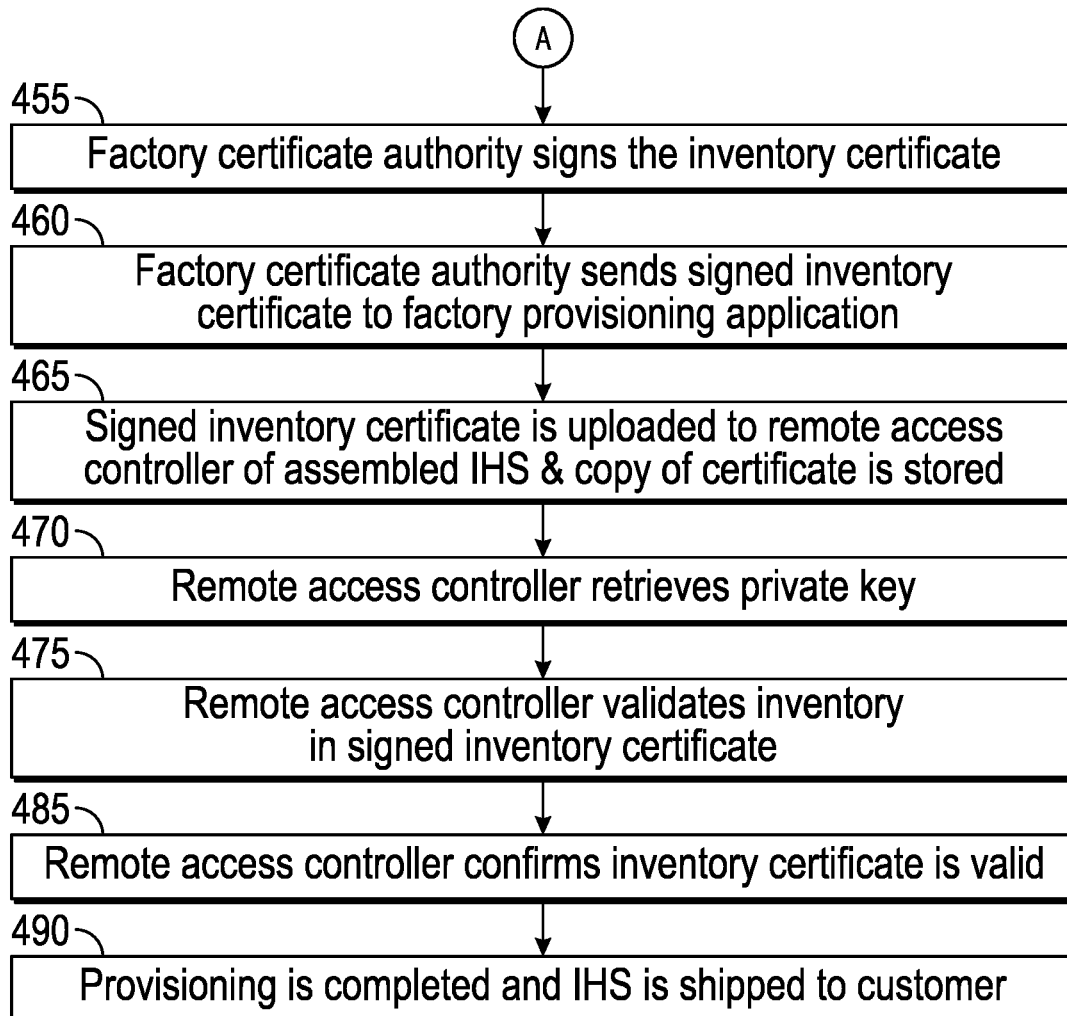 A
455
Factory certificate authority signs the inventory certificate
460
Factory certificate authority sends signed inventory
certificate to factory provisioning application
465
Signed inventory certificate is uploaded to remote access
controller of assembled IHS & copy of certificate is stored
470
Remote access controller retrieves private key
475
Remote access controller validates inventory
in signed inventory certificate
485
Remote access controller confirms inventory certificate is valid
490
Provisioning is completed and IHS is shipped to customer